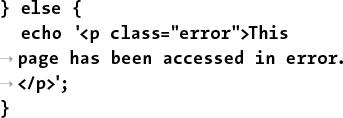 } else {
  echo '<p class="error">This
→ page has been accessed in error.
→ </p>';
}